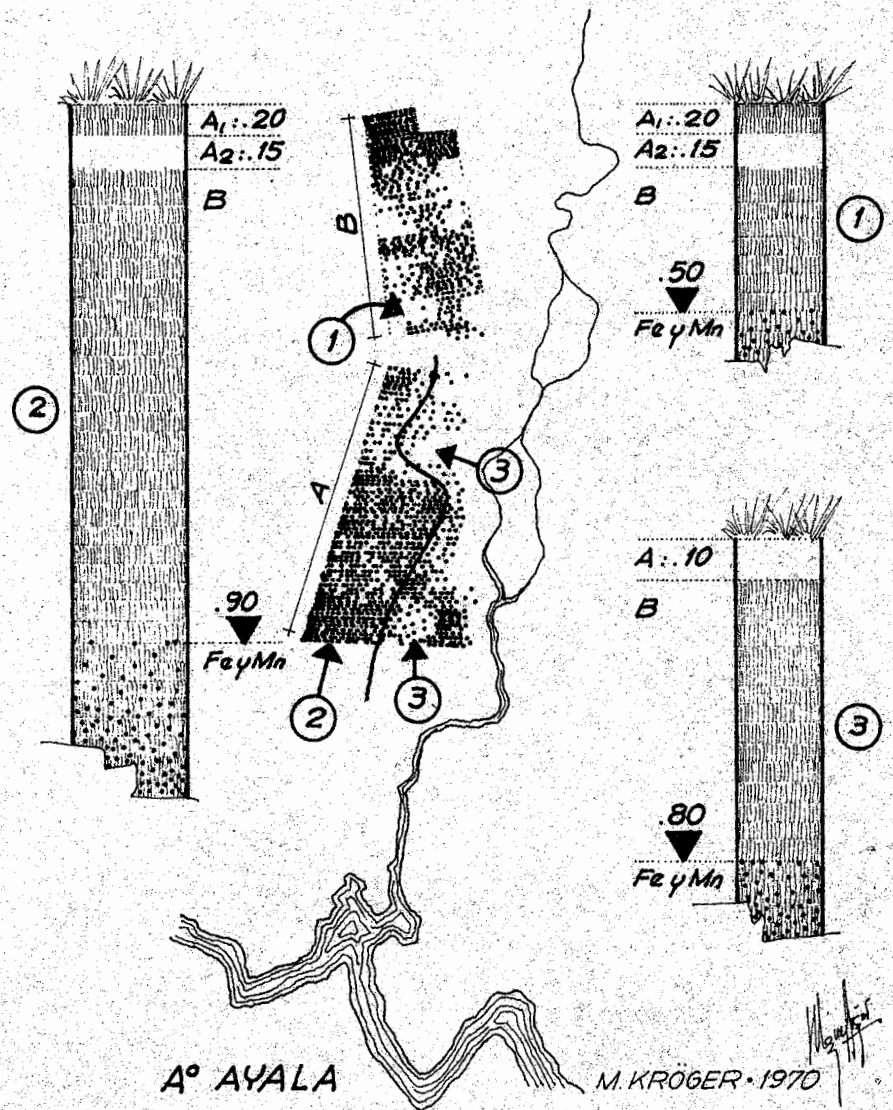 A₁:.20
A₂:.15
B
2
.90
Fe y Mn
B
1
A
3
2
3
A₁:.20
A₂:.15
B
1
.50
Fe y Mn
A:.10
B
3
.80
Fe y Mn
Aº AYALA
M. KRÖGER · 1970